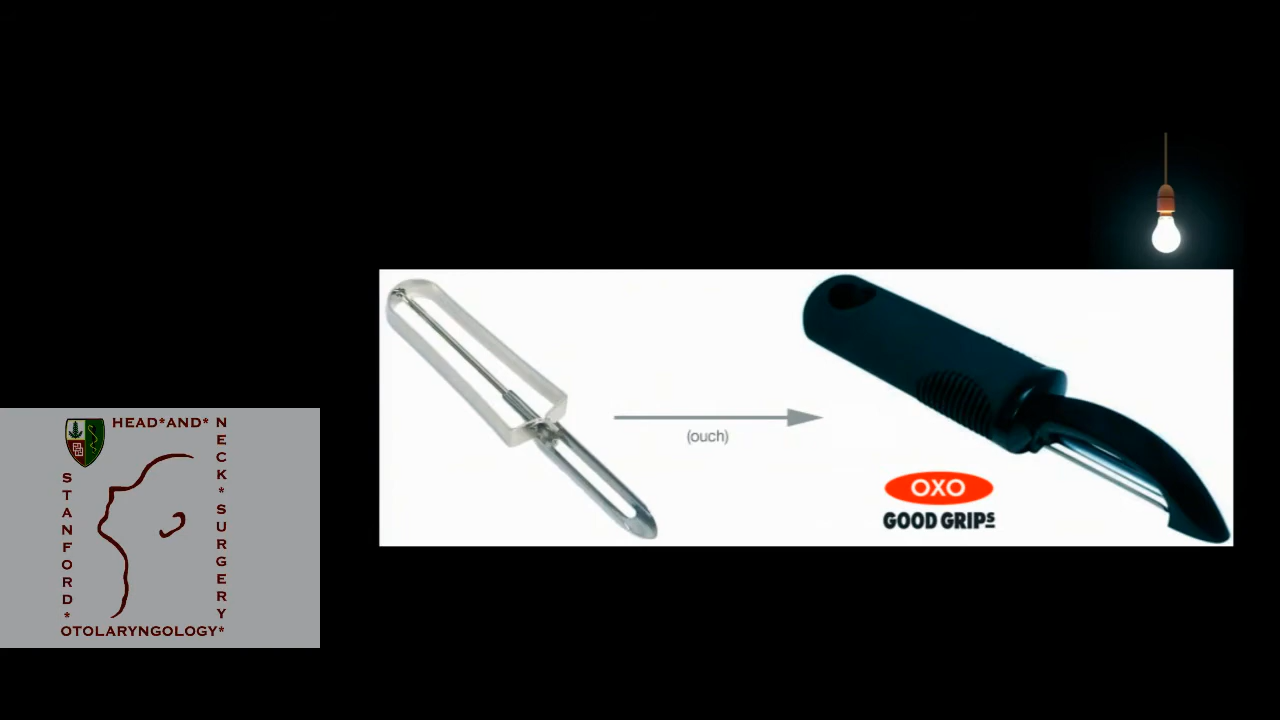 HEAD*AND*
NECK*SURGERY*
STANFORD*
OTOLARYNGOLOGY*
(ouch)
OXO
GOOD GRIPS